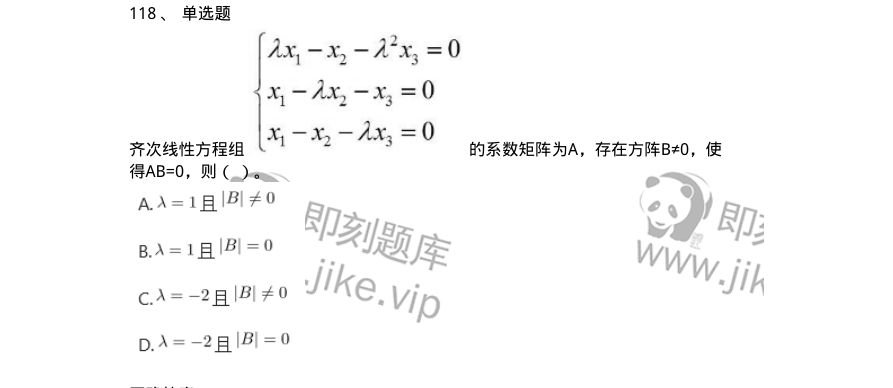 118 、 单选题
λx₁ − x₂ − λ²x₃ = 0
x₁ − λx₂ − x₃ = 0
x₁ − x₂ − λx₃ = 0
齐次线性方程组 的系数矩阵为A，存在方阵B≠0，使
得AB=0，则（ ）。
A. λ = 1 且 |B| ≠ 0
即刻题库 即刻
B. λ = 1 且 |B| = 0
www.jik
.jike.vip
C. λ = −2 且 |B| ≠ 0
D. λ = −2 且 |B| = 0